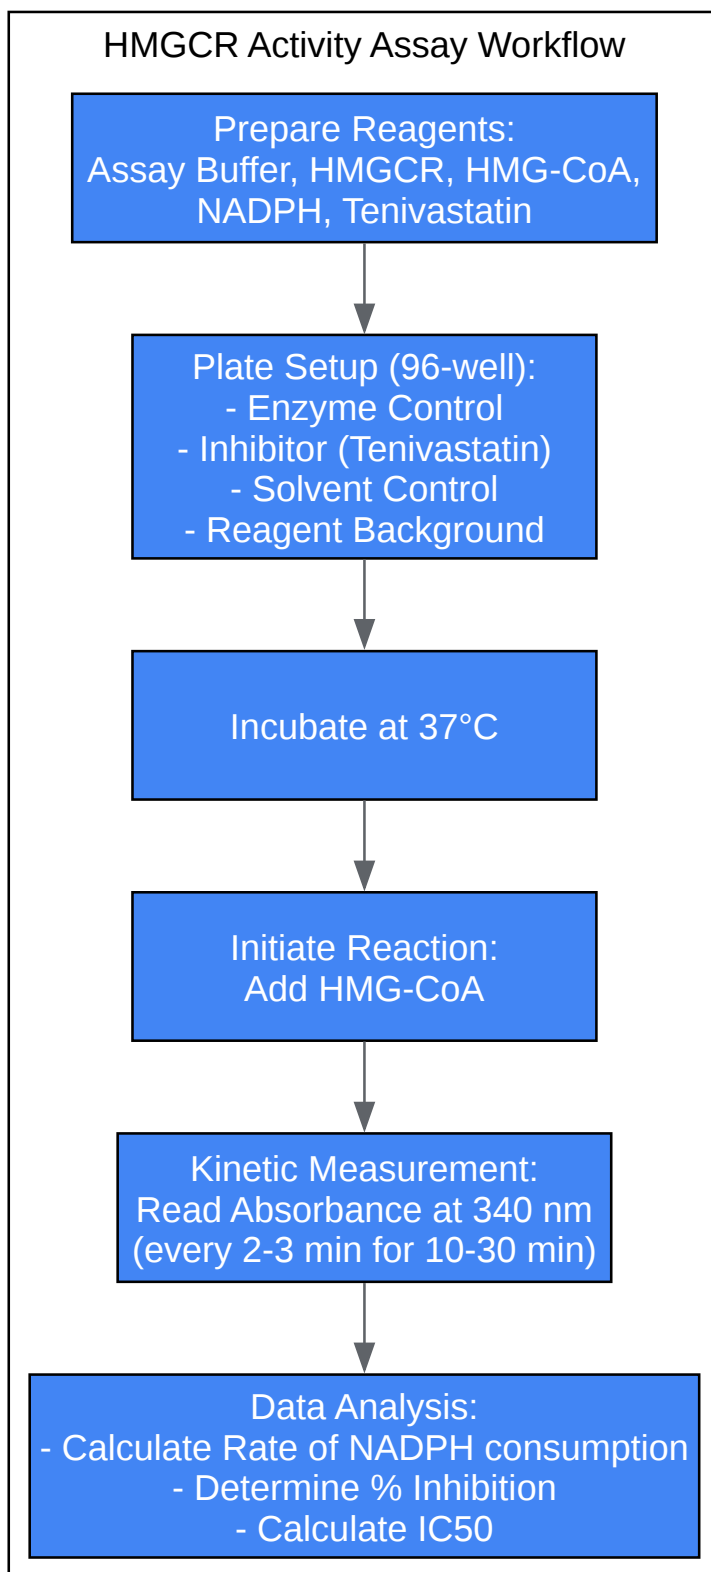 HMGCR Activity Assay Workflow
Prepare Reagents:
Assay Buffer, HMGCR, HMG-CoA,
NADPH, Tenivastatin
Plate Setup (96-well):
- Enzyme Control
- Inhibitor (Tenivastatin)
- Solvent Control
- Reagent Background
Incubate at 37°C
Initiate Reaction:
Add HMG-CoA
Kinetic Measurement:
Read Absorbance at 340 nm
(every 2-3 min for 10-30 min)
Data Analysis:
- Calculate Rate of NADPH consumption
- Determine % Inhibition
- Calculate IC50